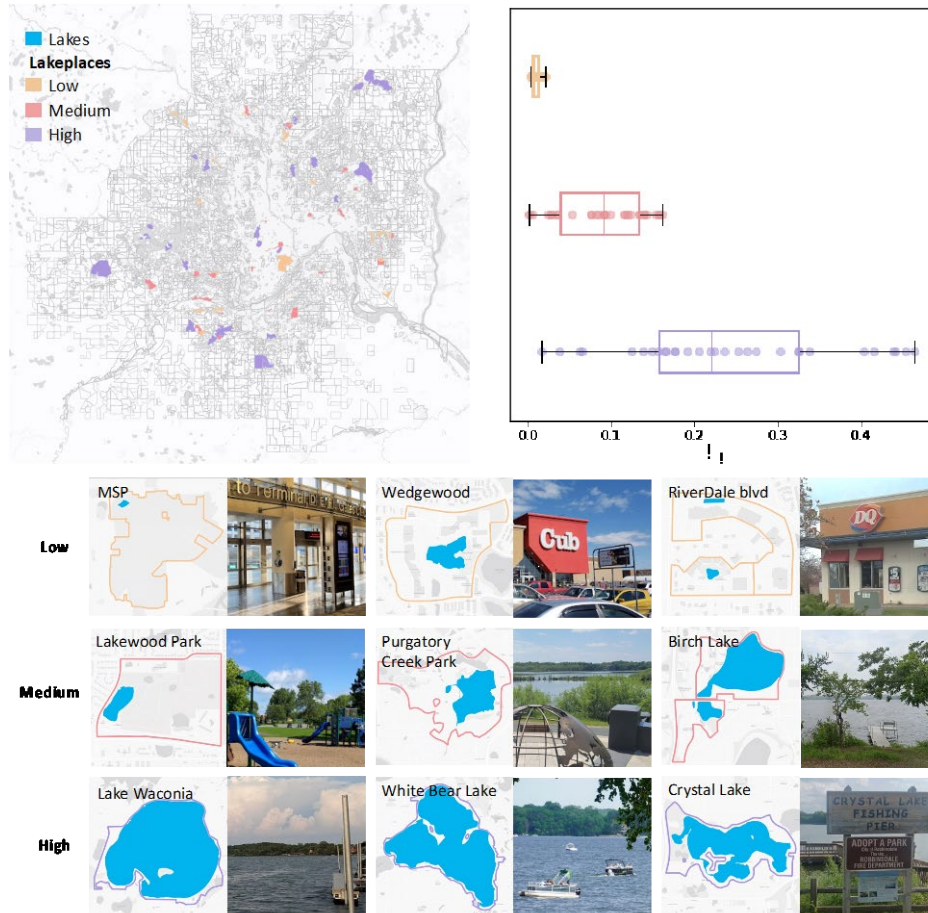 Lakes
Lakeplaces
Low
Medium
High
0.0
0.1
0.2
0.3
0.4
! !
MSP
Wedgewood
RiverDale blvd
Low
to Terminal
Cub
DQ
Lakewood Park
Purgatory
Creek Park
Birch Lake
Medium
Lake Waconia
White Bear Lake
Crystal Lake
High
CRYSTAL LAKE
FISHING
PIER
ADOPT A PARK
ROBBINSDALE
FIRE DEPARTMENT